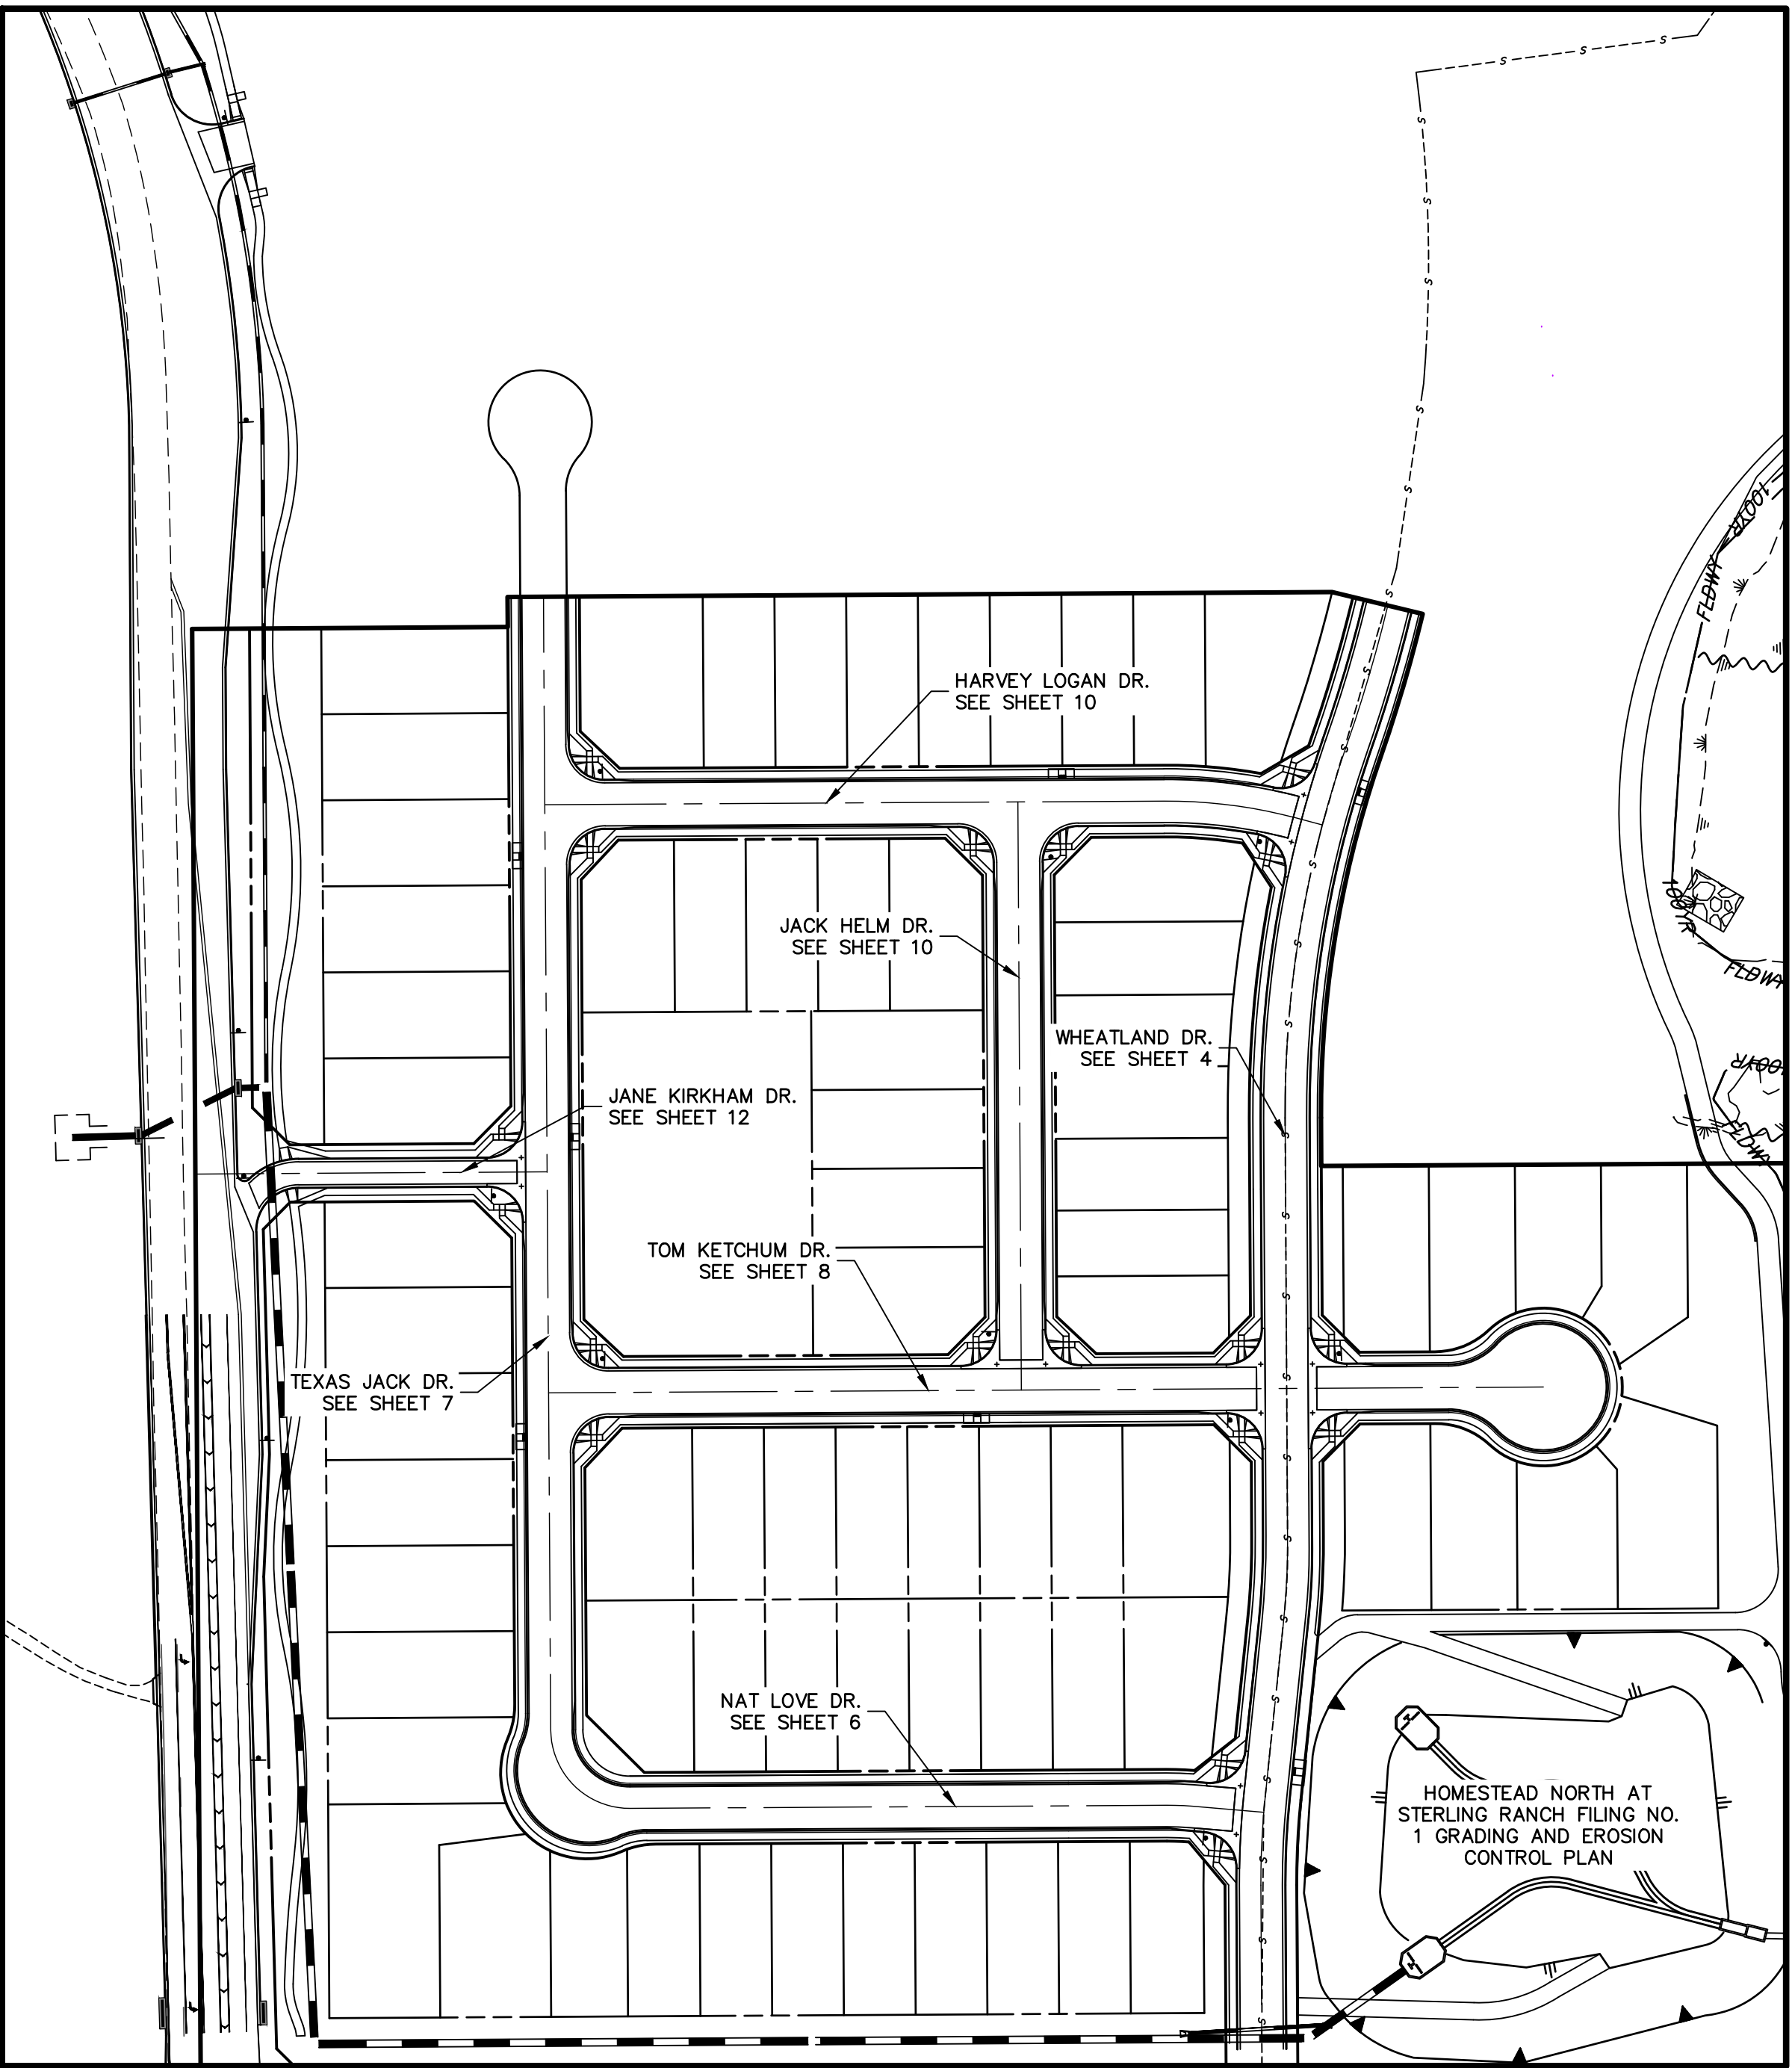 100YR
FLDWY
HARVEY LOGAN DR.
SEE SHEET 10
100YR
JACK HELM DR.
SEE SHEET 10
FLDWY
WHEATLAND DR.
SEE SHEET 4
100YR
JANE KIRKHAM DR.
SEE SHEET 12
FLDWY
TOM KETCHUM DR.
SEE SHEET 8
TEXAS JACK DR.
SEE SHEET 7
NAT LOVE DR.
SEE SHEET 6
HOMESTEAD NORTH AT
STERLING RANCH FILING NO.
1 GRADING AND EROSION
CONTROL PLAN